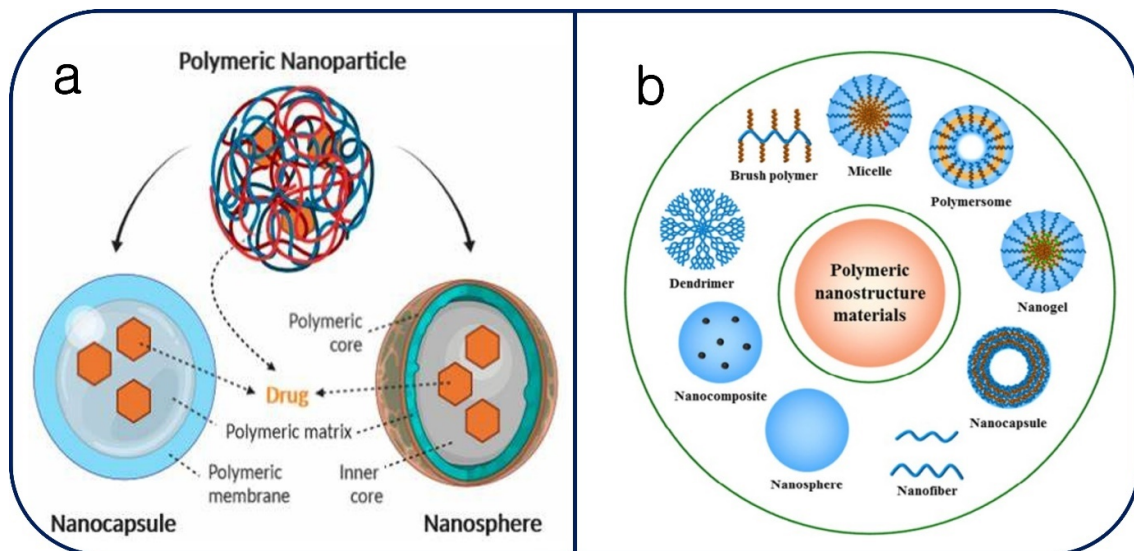 a
Polymeric Nanoparticle
Polymeric
core
Drug
Polymeric matrix
Polymeric
membrane
Inner
core
Nanocapsule
Nanosphere
b
Brush polymer
Micelle
Polymersome
Dendrimer
Nanogel
Polymeric
nanostructure
materials
Nanocomposite
Nanocapsule
Nanosphere
Nanofiber